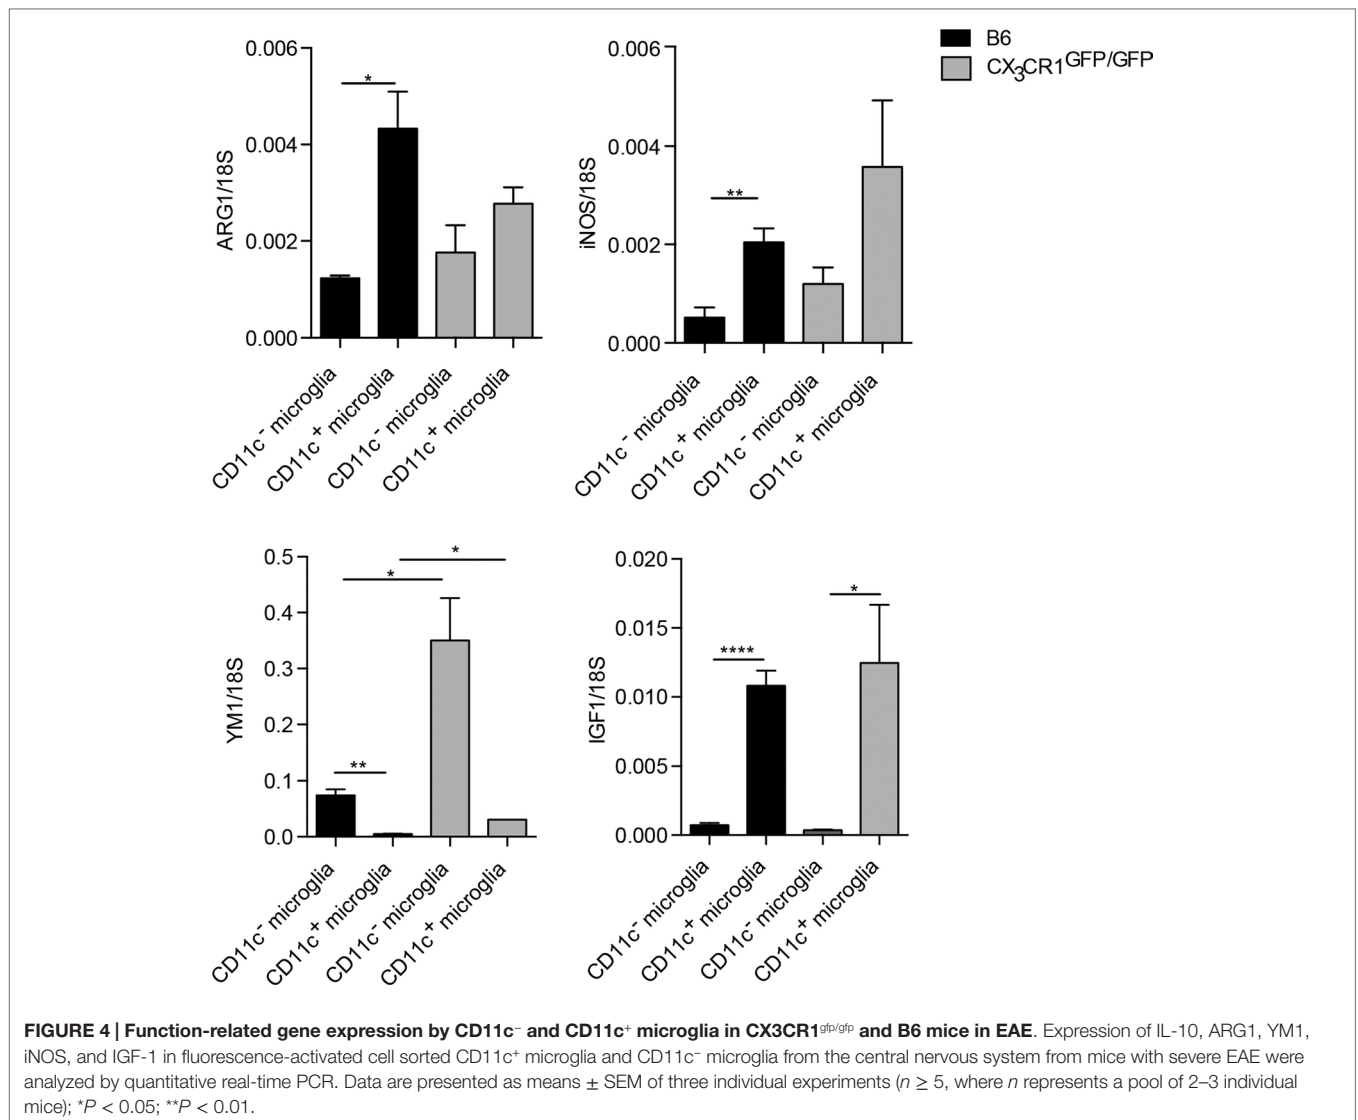 B6
CX3CR1GFP/GFP
0.006
0.004
0.002
0.000
ARG1/18S
*
CD11c- microglia
CD11c+ microglia
CD11c- microglia
CD11c+ microglia
0.006
0.004
0.002
0.000
iNOS/18S
**
CD11c- microglia
CD11c+ microglia
CD11c- microglia
CD11c+ microglia
0.5
0.4
0.3
0.2
0.1
0.0
YM1/18S
*
*
**
CD11c- microglia
CD11c+ microglia
CD11c- microglia
CD11c+ microglia
0.020
0.015
0.010
0.005
0.000
IGF1/18S
****
*
CD11c- microglia
CD11c+ microglia
CD11c- microglia
CD11c+ microglia
FIGURE 4 | Function-related gene expression by CD11c− and CD11c+ microglia in CX3CR1gfp/gfp and B6 mice in EAE. Expression of IL-10, ARG1, YM1,
iNOS, and IGF-1 in fluorescence-activated cell sorted CD11c+ microglia and CD11c− microglia from the central nervous system from mice with severe EAE were
analyzed by quantitative real-time PCR. Data are presented as means ± SEM of three individual experiments (n ≥ 5, where n represents a pool of 2–3 individual
mice); *P < 0.05; **P < 0.01.